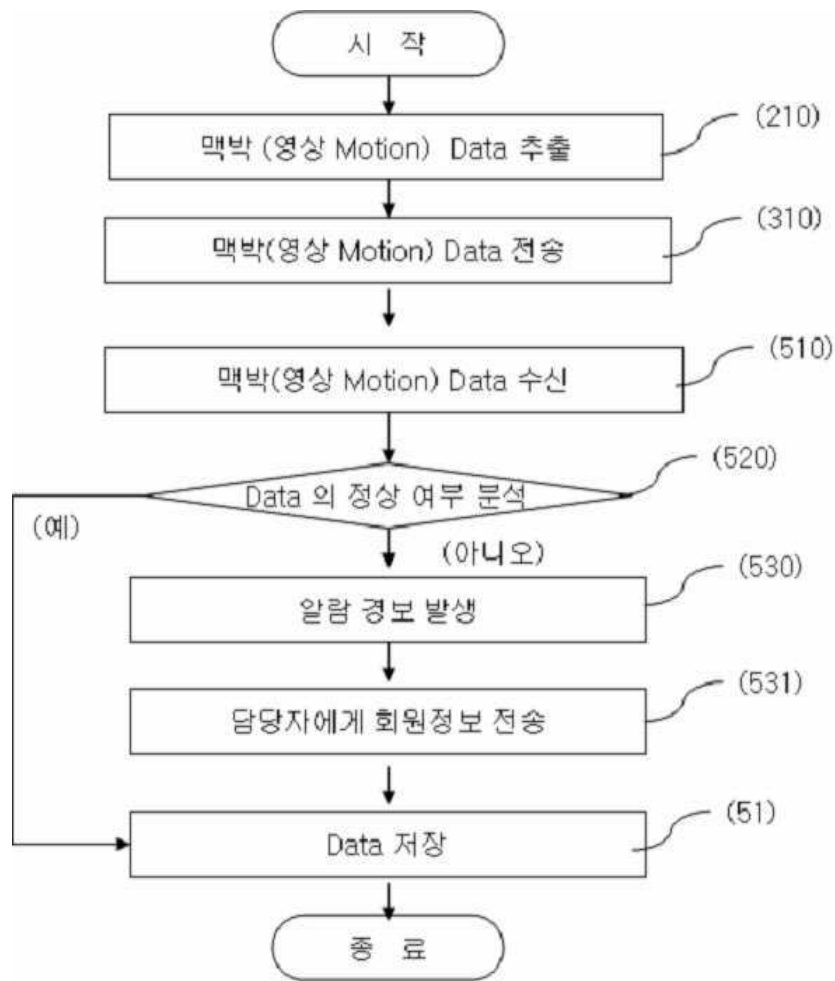 시 작
맥박 (영상 Motion) Data 추출
(210)
맥박(영상 Motion) Data 전송
(310)
맥박(영상 Motion) Data 수신
(510)
Data 의 정상 여부 분석
(520)
(예)
(아니오)
알람 경보 발생
(530)
담당자에게 회원정보 전송
(531)
Data 저장
(51)
종 료